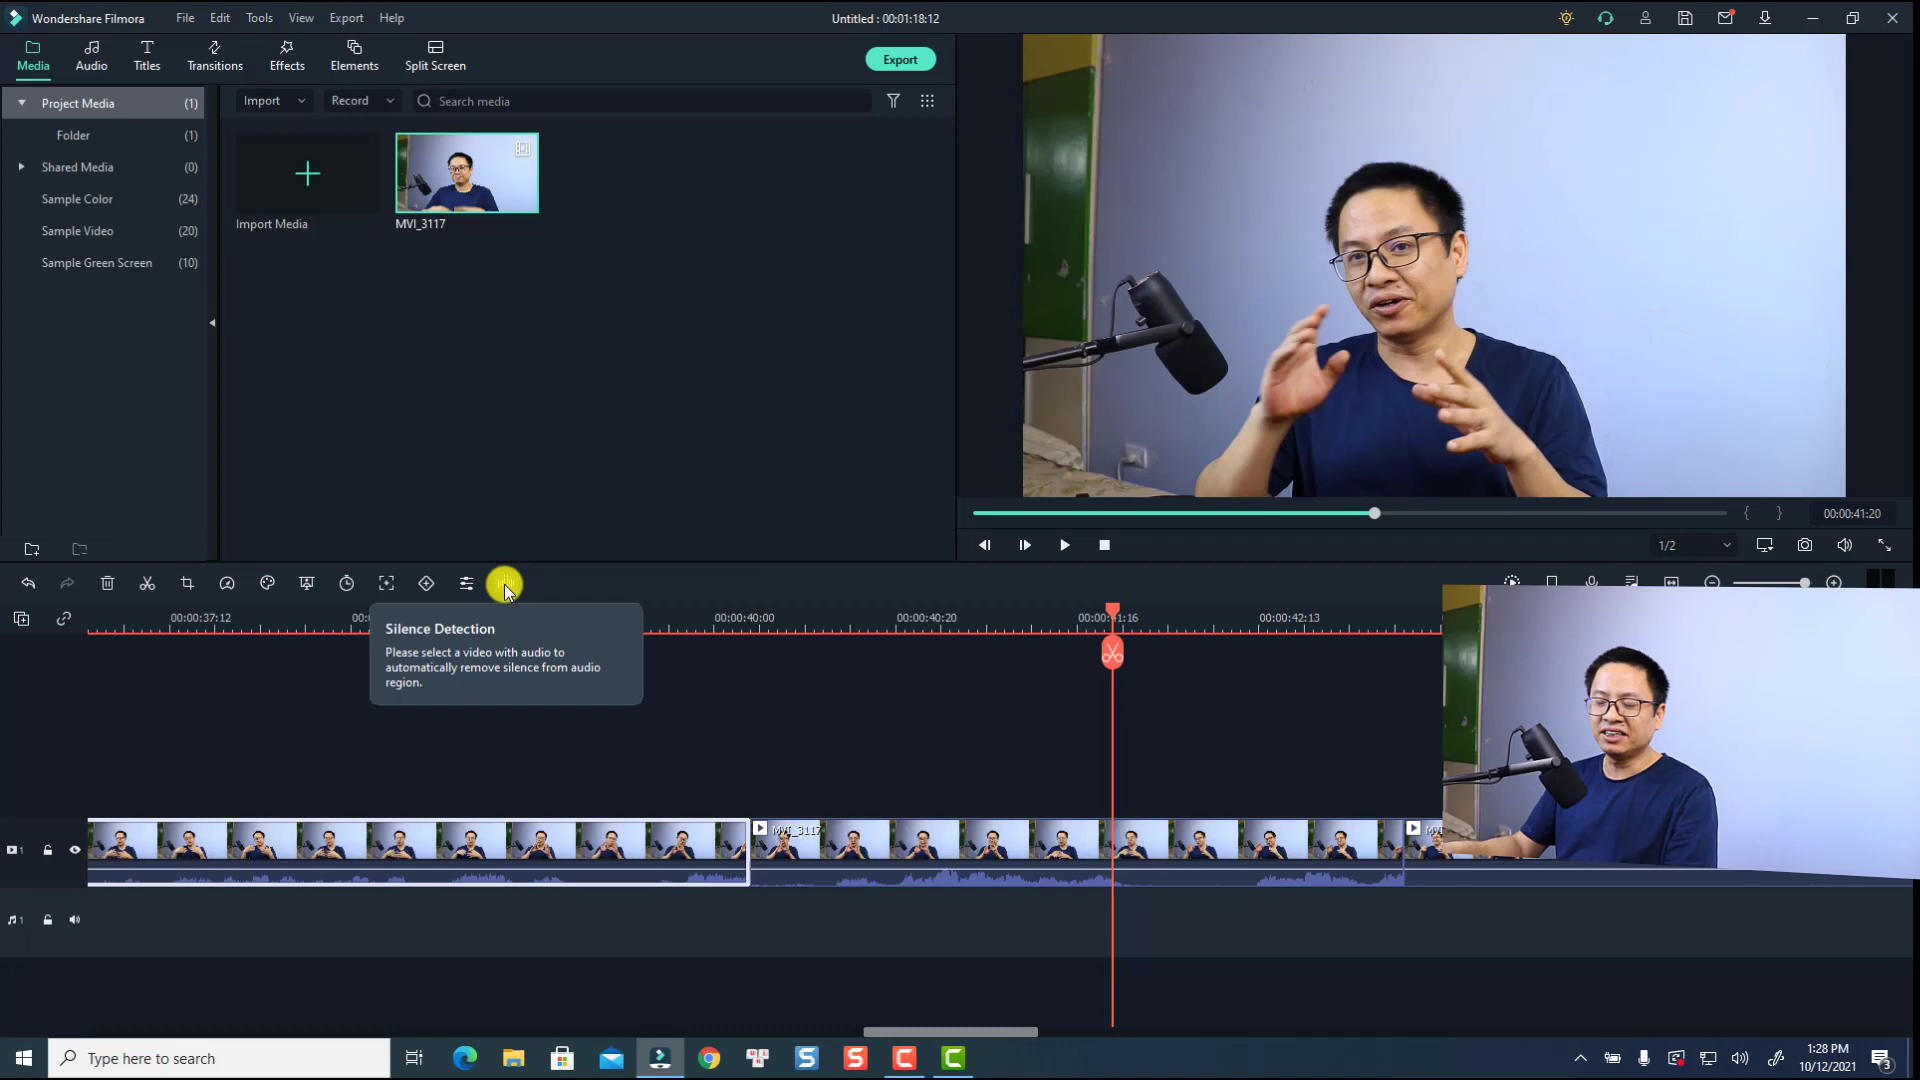 Wondershare Filmora File Edit Tools View Export Help
Untitled : 00:01:18:12
Media Audio Titles Transitions Effects Elements Split Screen
Export
Project Media (1)
Folder (1)
Shared Media (0)
Sample Color (24)
Sample Video (20)
Sample Green Screen (10)
Import Record Search media
Import Media
MVI_3117
00:00:41:20
1/2
00:00:37:12
00:00:40:00 00:00:40:20 00:00:41:16 00:00:42:13
Silence Detection
Please select a video with audio to
automatically remove silence from audio
region.
MVI_3117
1
1
Type here to search
1:28 PM
10/12/2021
3